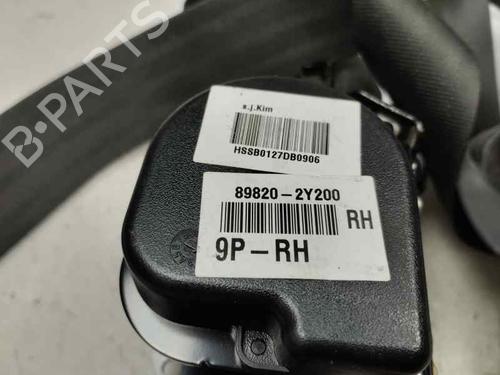 B-PARTS
s.j.Kim
HSSB0127DB0906
89820-2Y200
RH
9P-RH